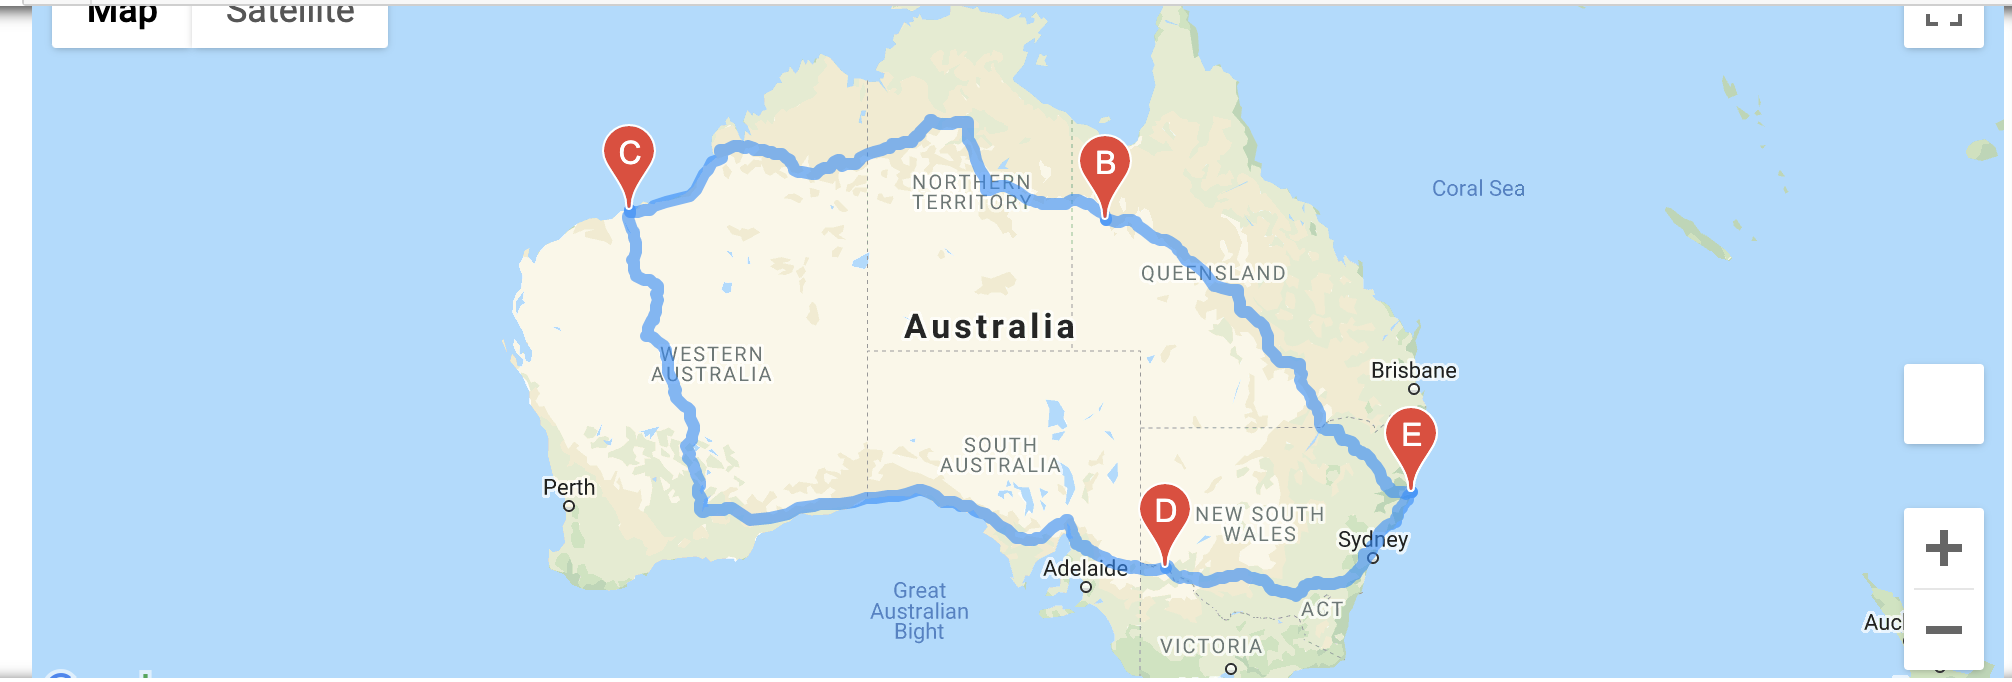 Map
Satellite
C
B
NORTHERN
TERRITORY
Coral Sea
QUEENSLAND
Australia
WESTERN
AUSTRALIA
Brisbane
E
SOUTH
AUSTRALIA
Perth
D
NEW SOUTH
WALES
Sydney
Adelaide
Great
Australian
Bight
ACT
VICTORIA
Auc